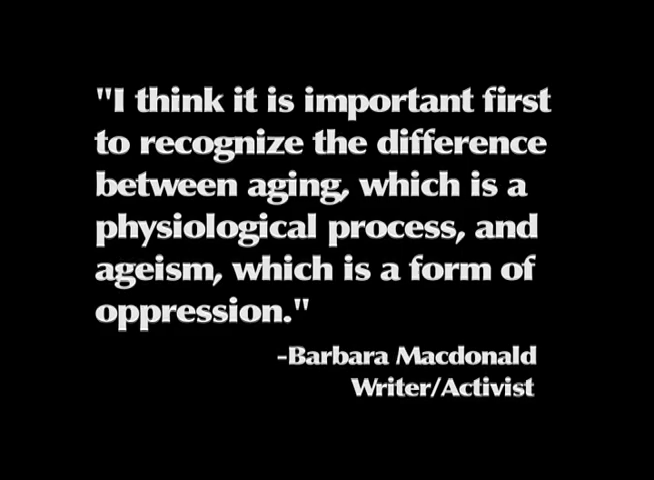 "I think it is important first
to recognize the difference
between aging, which is a
physiological process, and
ageism, which is a form of
oppression."
-Barbara Macdonald
Writer/Activist